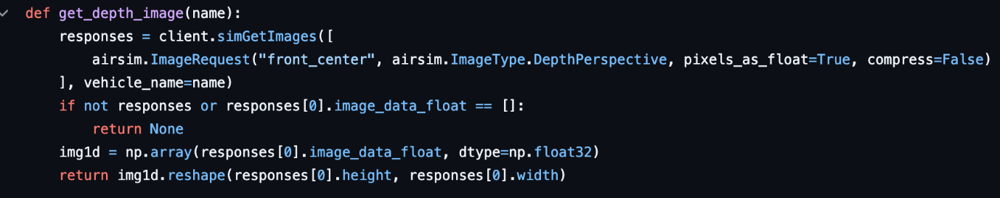 def get_depth_image(name):
    responses = client.simGetImages([
        airsim.ImageRequest("front_center", airsim.ImageType.DepthPerspective, pixels_as_float=True, compress=False)
    ], vehicle_name=name)
    if not responses or responses[0].image_data_float == []:
        return None
    img1d = np.array(responses[0].image_data_float, dtype=np.float32)
    return img1d.reshape(responses[0].height, responses[0].width)